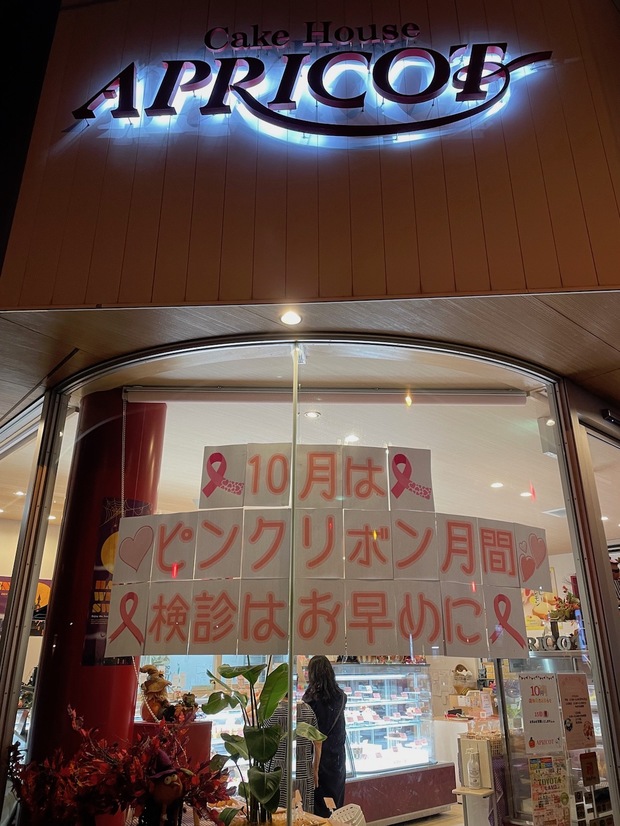 Cake House
APRICOT
10月は
ピンクリボン月間
検診はお早めに